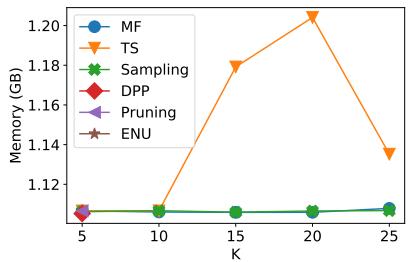 1.20
1.18
1.16
1.14
1.12
Memory (GB)
MF
TS
Sampling
DPP
Pruning
ENU
5 10 15 20 25
K